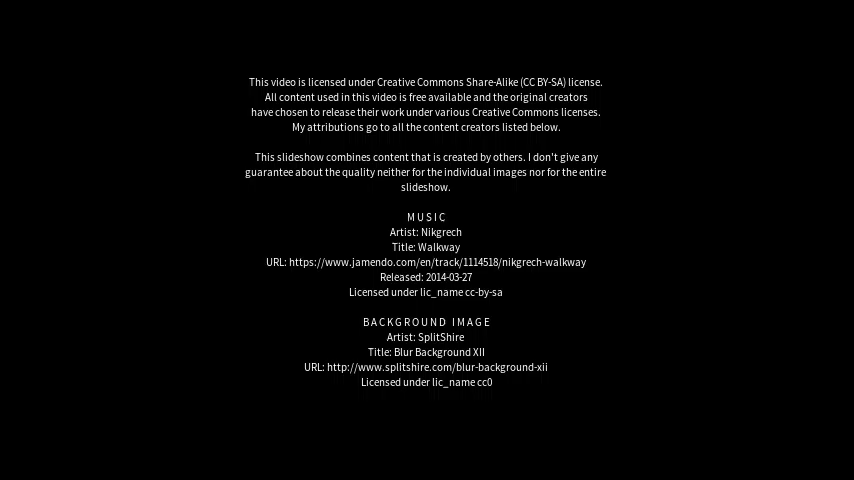 This video is licensed under Creative Commons Share-Alike (CC BY-SA) license.
All content used in this video is free available and the original creators
have chosen to release their work under various Creative Commons licenses.
My attributions go to all the content creators listed below.
This slideshow combines content that is created by others. I don't give any
guarantee about the quality neither for the individual images nor for the entire
slideshow.
MUSIC
Artist: Nikgrech
Title: Walkway
URL: https://www.jamendo.com/en/track/1114518/nikgrech-walkway
Released: 2014-03-27
Licensed under lic_name cc-by-sa
BACKGROUND IMAGE
Artist: SplitShire
Title: Blur Background XII
URL: http://www.splitshire.com/blur-background-xii
Licensed under lic_name cc0